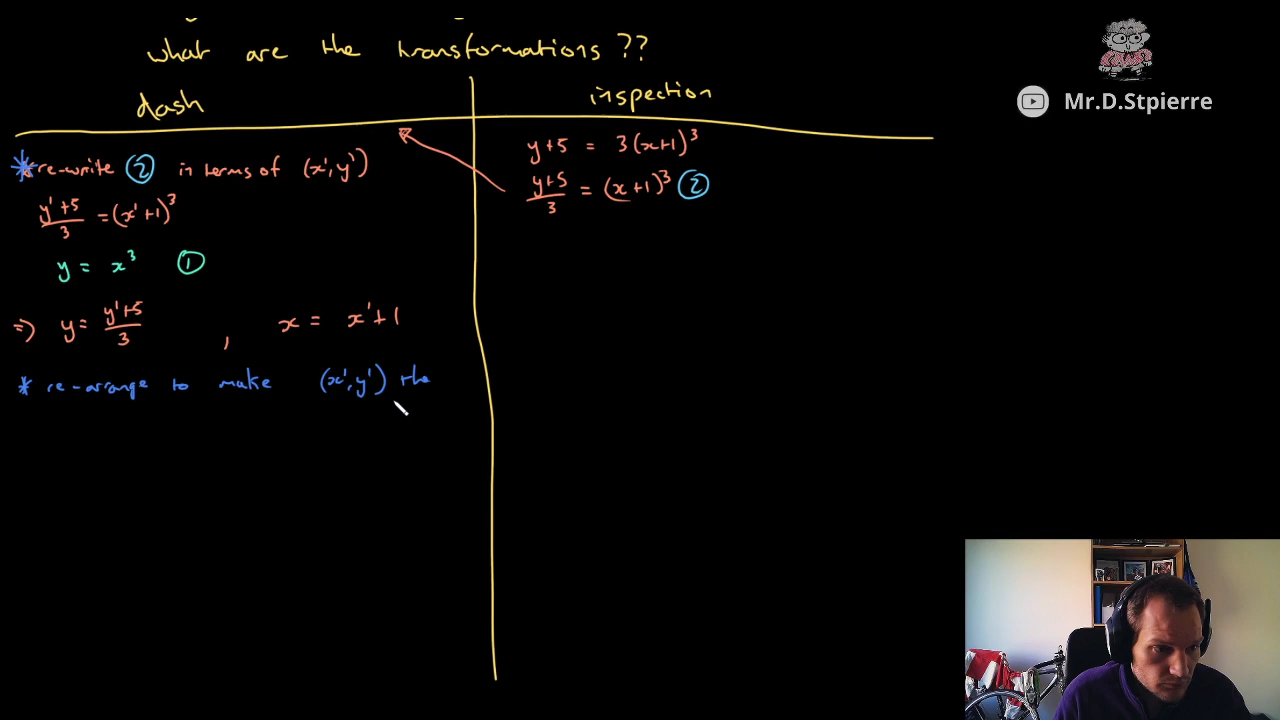 what are the transformations ??
dash
inspection
Mr.D.Stpierre
* re-write ② in terms of (x', y')
(y'+5)/3 = (x'+1)³
y = x³ ①
=) y = (y'+5)/3 , x = x'+1
* re-arrange to make (x', y') the
y+5 = 3(x+1)³
(y+5)/3 = (x+1)³ ②